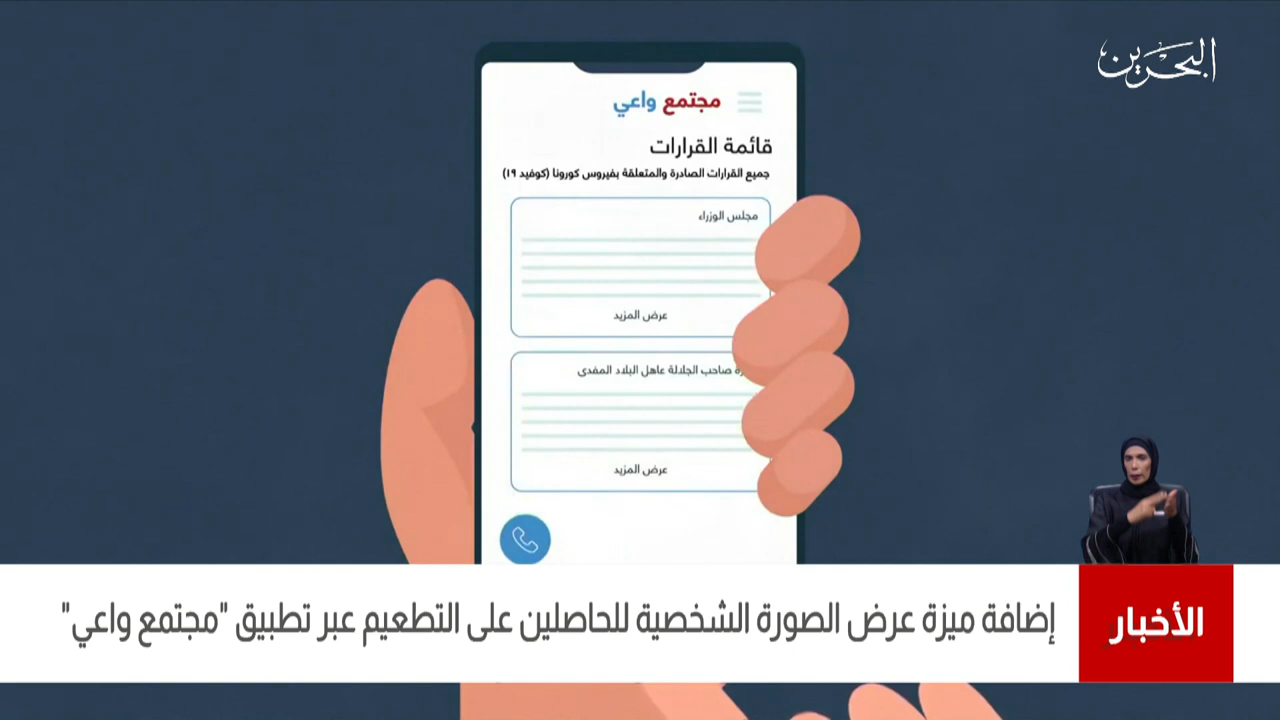 البحرين
مجتمع واعي
قائمة القرارات
جميع القرارات الصادرة والمتعلقة بفيروس كورونا (كوفيد ١٩)
مجلس الوزراء
عرض المزيد
صاحب الجلالة عاهل البلاد المفدى
عرض المزيد
الأخبار
إضافة ميزة عرض الصورة الشخصية للحاصلين على التطعيم عبر تطبيق "مجتمع واعي"